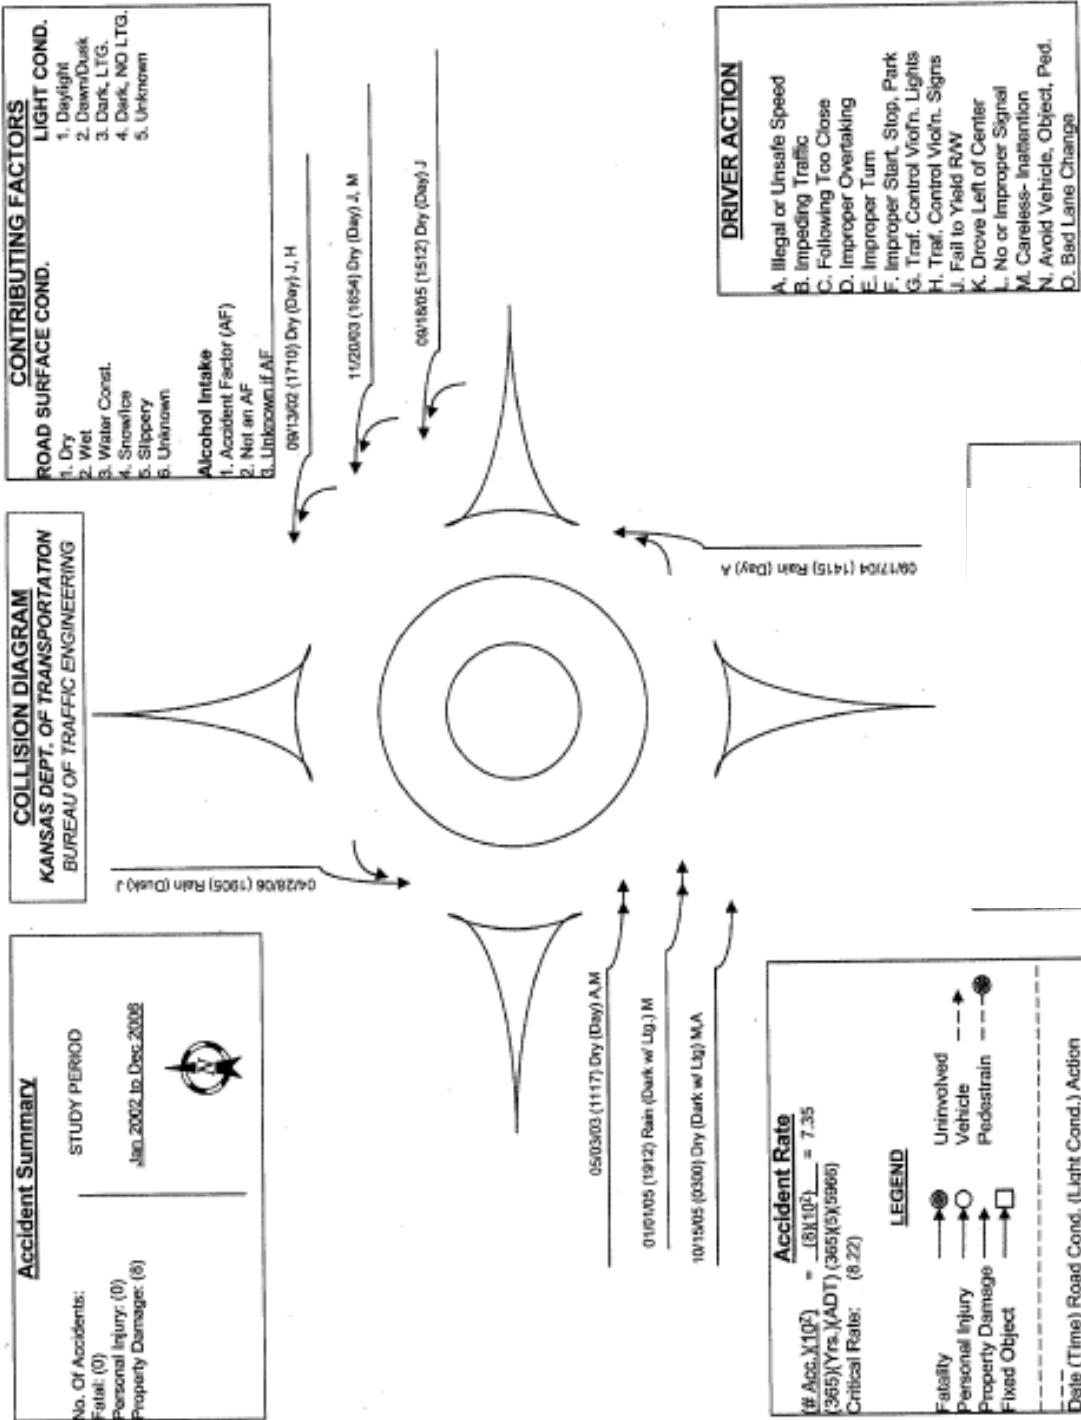 Accident Summary
No. Of Accidents:
Fatal: (0)
Personal Injury: (0)
Property Damage: (8)
STUDY PERIOD
Jan 2002 to Dec 2006
N
COLLISION DIAGRAM
KANSAS DEPT. OF TRANSPORTATION
BUREAU OF TRAFFIC ENGINEERING
CONTRIBUTING FACTORS
ROAD SURFACE COND.
1. Dry
2. Wet
3. Water Const.
4. Snow/Ice
5. Slippery
6. Unknown
LIGHT COND.
1. Daylight
2. Dawn/Dusk
3. Dark, LTG.
4. Dark, NO LTG.
5. Unknown
Alcohol Intake
1. Accident Factor (AF)
2. Not an AF
3. Unknown if AF
04/28/06 (1905) Rain (Dusk) J
09/13/02 (1710) Dry (Day) J, H
11/20/03 (1654) Dry (Day) J, M
09/18/05 (1512) Dry (Day) J
05/03/03 (1117) Dry (Day) A,M
01/01/05 (1912) Rain (Dark w/ Ltg.) M
10/15/05 (0300) Dry (Dark w/ Ltg) M,A
09/17/04 (1415) Rain (Day) A
Accident Rate
(# Acc.)(10²) = (8)(10²) = 7.35
(365)(Yrs.)(ADT) (365)(5)(5966)
Critical Rate: (8.22)
LEGEND
Fatality
Personal Injury
Property Damage
Fixed Object
Uninvolved
Vehicle
Pedestrain
Date (Time) Road Cond. (Light Cond.) Action
DRIVER ACTION
A. Illegal or Unsafe Speed
B. Impeding Traffic
C. Following Too Close
D. Improper Overtaking
E. Improper Turn
F. Improper Start, Stop, Park
G. Traf. Control Viol'n. Lights
H. Traf. Control Viol'n. Signs
J. Fail to Yield R/W
K. Drove Left of Center
L. No or Improper Signal
M. Careless- Inattention
N. Avoid Vehicle, Object, Ped.
O. Bad Lane Change